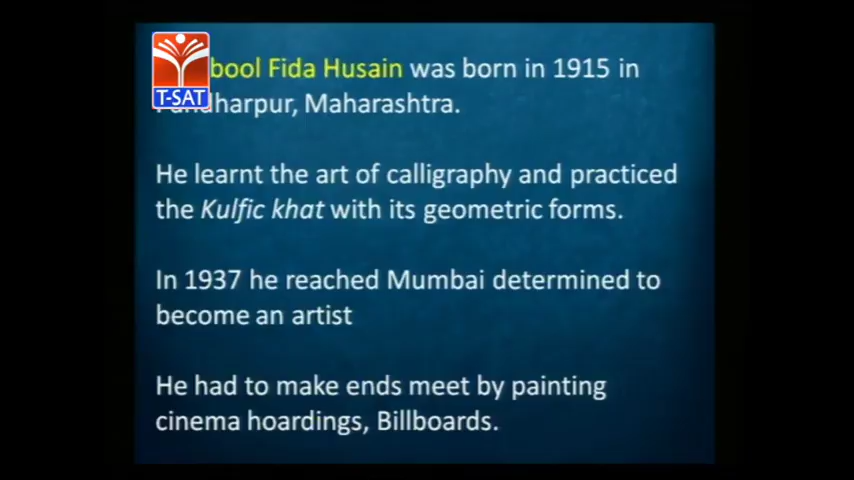 T-SAT
bool Fida Husain was born in 1915 in
dharpur, Maharashtra.
He learnt the art of calligraphy and practiced
the Kulfic khat with its geometric forms.
In 1937 he reached Mumbai determined to
become an artist
He had to make ends meet by painting
cinema hoardings, Billboards.